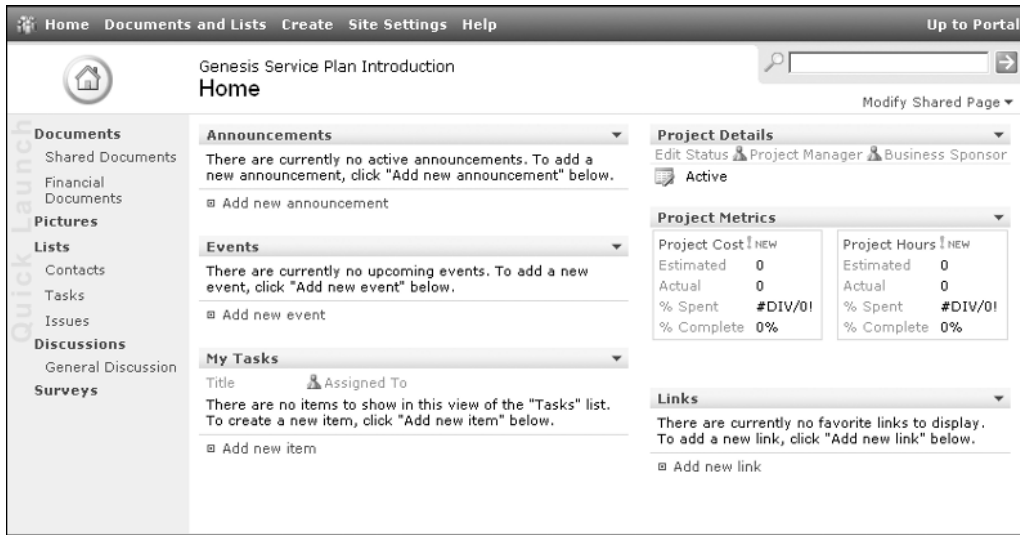 Home Documents and Lists Create Site Settings Help Up to Portal
Genesis Service Plan Introduction
Home
Modify Shared Page
Quick Launch
Documents
Shared Documents
Financial
Documents
Pictures
Lists
Contacts
Tasks
Issues
Discussions
General Discussion
Surveys
Announcements
There are currently no active announcements. To add a
new announcement, click "Add new announcement" below.
Add new announcement
Events
There are currently no upcoming events. To add a new
event, click "Add new event" below.
Add new event
My Tasks
Title Assigned To
There are no items to show in this view of the "Tasks" list.
To create a new item, click "Add new item" below.
Add new item
Project Details
Edit Status Project Manager Business Sponsor
Active
Project Metrics
Project Cost ! NEW
Estimated 0
Actual 0
% Spent #DIV/0!
% Complete 0%
Project Hours ! NEW
Estimated 0
Actual 0
% Spent #DIV/0!
% Complete 0%
Links
There are currently no favorite links to display.
To add a new link, click "Add new link" below.
Add new link